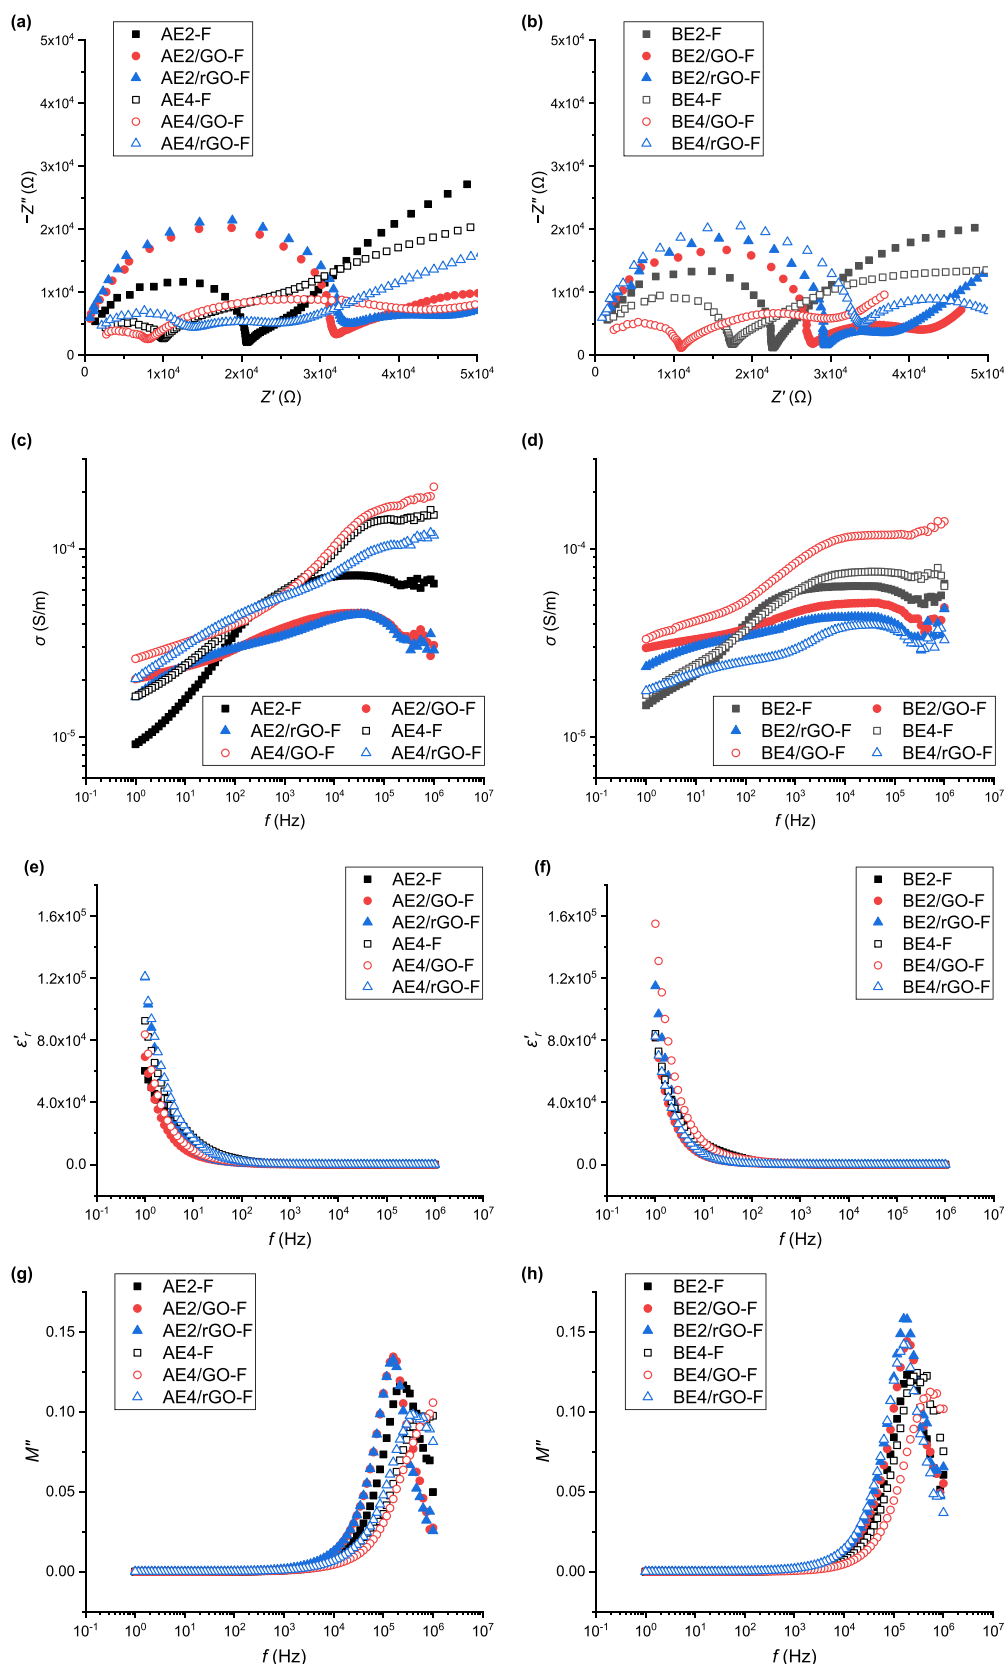 (a)
AE2-F
AE2/GO-F
AE2/rGO-F
AE4-F
AE4/GO-F
AE4/rGO-F
5x10⁴
4x10⁴
3x10⁴
2x10⁴
1x10⁴
0
−Z″ (Ω)
0 1x10⁴ 2x10⁴ 3x10⁴ 4x10⁴ 5x10⁴
Z′ (Ω)
(b)
BE2-F
BE2/GO-F
BE2/rGO-F
BE4-F
BE4/GO-F
BE4/rGO-F
5x10⁴
4x10⁴
3x10⁴
2x10⁴
1x10⁴
0
−Z″ (Ω)
0 1x10⁴ 2x10⁴ 3x10⁴ 4x10⁴ 5x10⁴
Z′ (Ω)
(c)
10⁻⁴
10⁻⁵
σ (S/m)
AE2-F AE2/GO-F
AE2/rGO-F AE4-F
AE4/GO-F AE4/rGO-F
10⁻¹ 10⁰ 10¹ 10² 10³ 10⁴ 10⁵ 10⁶ 10⁷
f (Hz)
(d)
10⁻⁴
10⁻⁵
σ (S/m)
BE2-F BE2/GO-F
BE2/rGO-F BE4-F
BE4/GO-F BE4/rGO-F
10⁻¹ 10⁰ 10¹ 10² 10³ 10⁴ 10⁵ 10⁶ 10⁷
f (Hz)
(e)
AE2-F
AE2/GO-F
AE2/rGO-F
AE4-F
AE4/GO-F
AE4/rGO-F
1.6x10⁵
1.2x10⁵
8.0x10⁴
4.0x10⁴
0.0
ε′r
10⁻¹ 10⁰ 10¹ 10² 10³ 10⁴ 10⁵ 10⁶ 10⁷
f (Hz)
(f)
BE2-F
BE2/GO-F
BE2/rGO-F
BE4-F
BE4/GO-F
BE4/rGO-F
1.6x10⁵
1.2x10⁵
8.0x10⁴
4.0x10⁴
0.0
ε′r
10⁻¹ 10⁰ 10¹ 10² 10³ 10⁴ 10⁵ 10⁶ 10⁷
f (Hz)
(g)
AE2-F
AE2/GO-F
AE2/rGO-F
AE4-F
AE4/GO-F
AE4/rGO-F
0.15
0.10
0.05
0.00
M″
10⁻¹ 10⁰ 10¹ 10² 10³ 10⁴ 10⁵ 10⁶ 10⁷
f (Hz)
(h)
BE2-F
BE2/GO-F
BE2/rGO-F
BE4-F
BE4/GO-F
BE4/rGO-F
0.15
0.10
0.05
0.00
M″
10⁻¹ 10⁰ 10¹ 10² 10³ 10⁴ 10⁵ 10⁶ 10⁷
f (Hz)